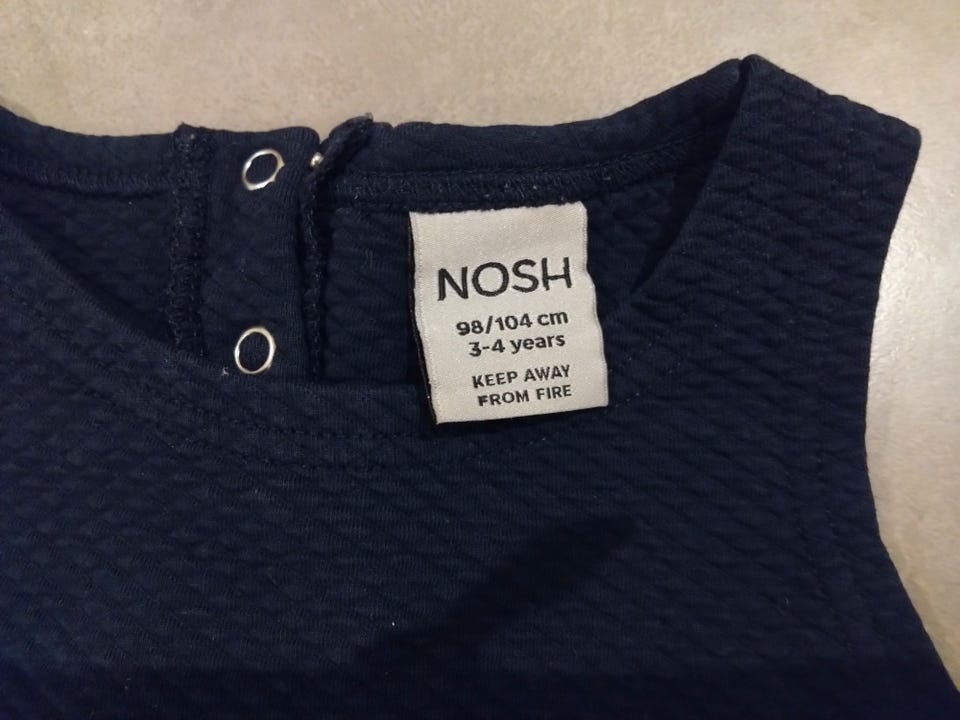 NOSH
98/104 cm
3-4 years
KEEP AWAY
FROM FIRE